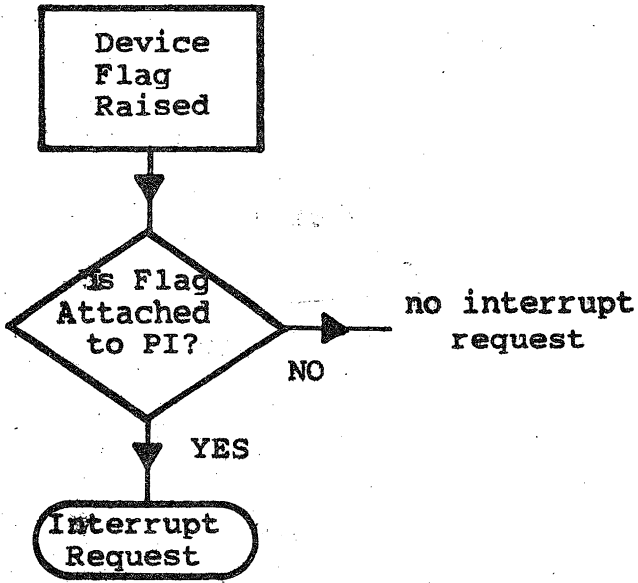 Device
Flag
Raised
Is Flag
Attached
to PI?
no interrupt
request
NO
YES
Interrupt
Request